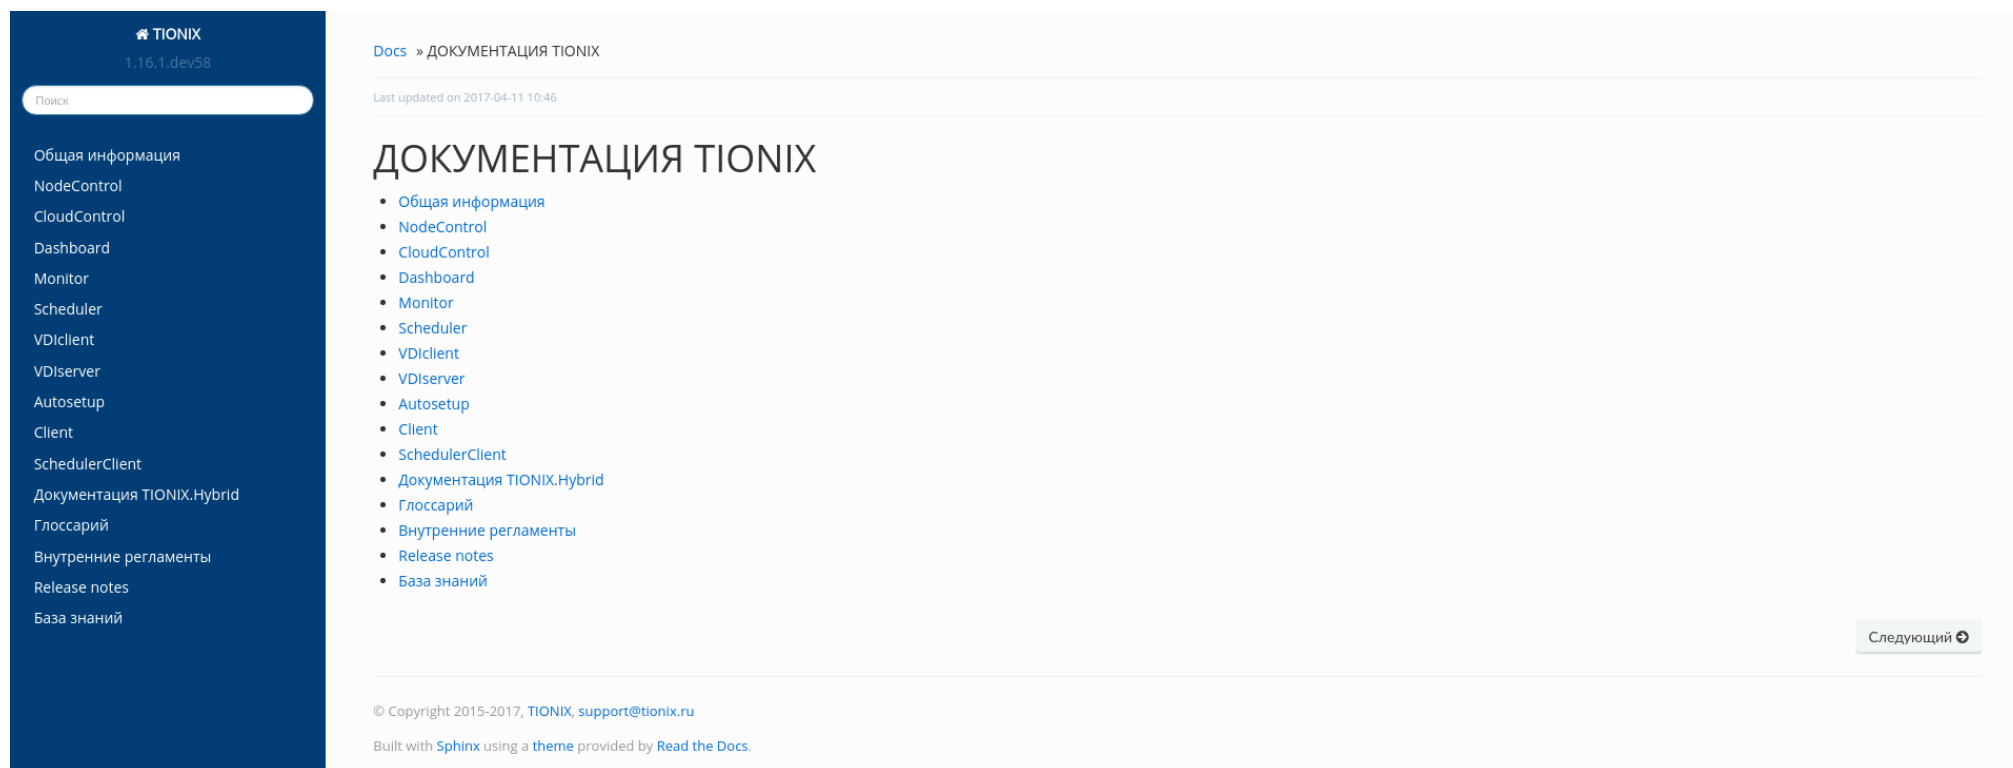 TIONIX
1.16.1.dev58
Поиск
Общая информация
NodeControl
CloudControl
Dashboard
Monitor
Scheduler
VDIclient
VDIserver
Autosetup
Client
SchedulerClient
Документация TIONIX.Hybrid
Глоссарий
Внутренние регламенты
Release notes
База знаний
Docs » ДОКУМЕНТАЦИЯ TIONIX
Last updated on 2017-04-11 10:46
ДОКУМЕНТАЦИЯ TIONIX
Общая информация
NodeControl
CloudControl
Dashboard
Monitor
Scheduler
VDIclient
VDIserver
Autosetup
Client
SchedulerClient
Документация TIONIX.Hybrid
Глоссарий
Внутренние регламенты
Release notes
База знаний
Следующий
© Copyright 2015-2017, TIONIX, support@tionix.ru
Built with Sphinx using a theme provided by Read the Docs.